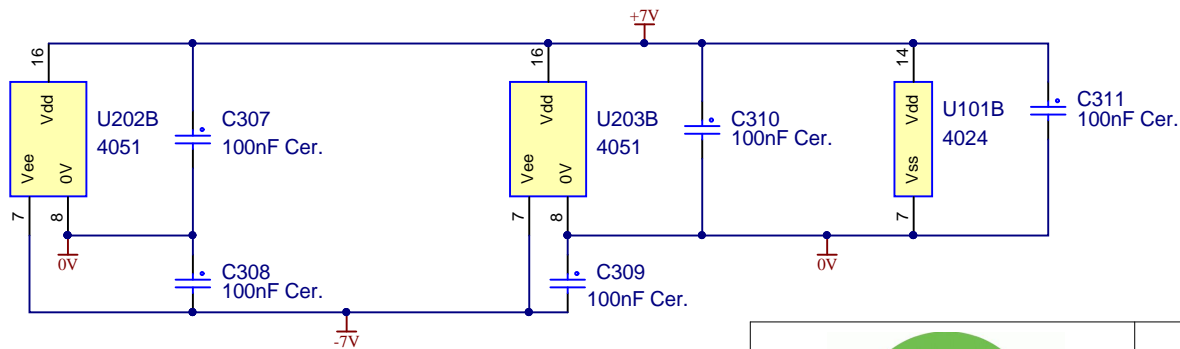 +7V
16
Vdd
Vee
0V
7
8
U202B
4051
C307
100nF Cer.
0V
C308
100nF Cer.
-7V
16
Vdd
Vee
0V
7
8
U203B
4051
C310
100nF Cer.
C309
100nF Cer.
0V
14
Vdd
Vss
7
U101B
4024
C311
100nF Cer.